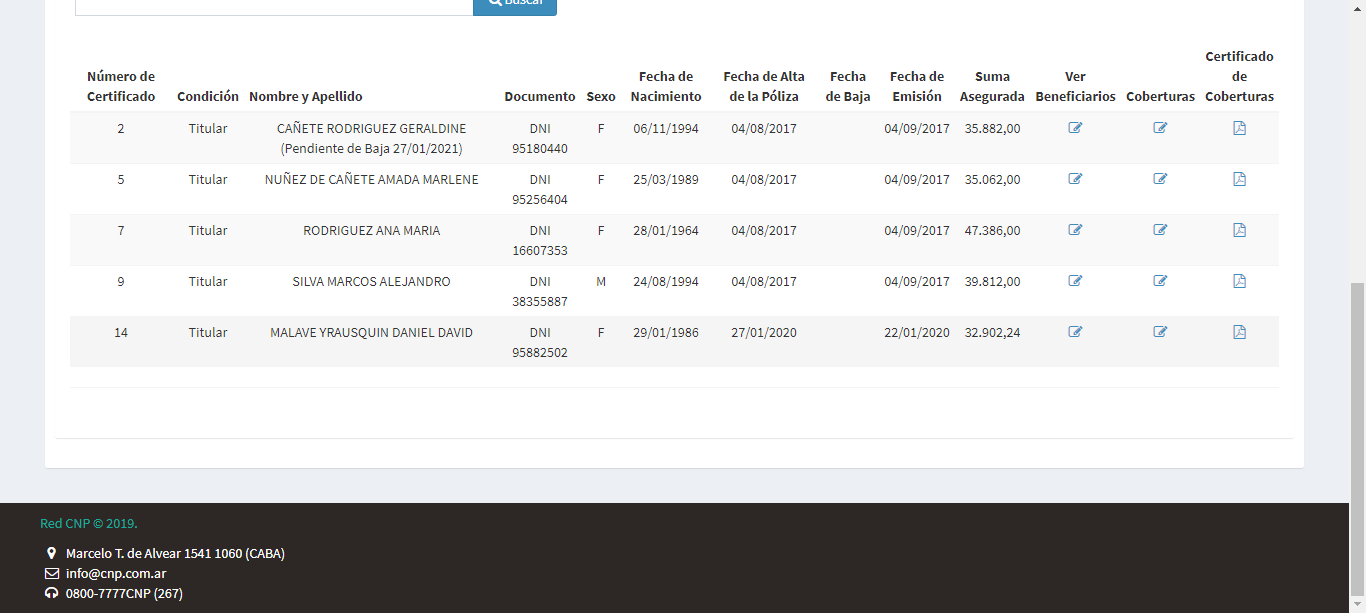 Buscar
Número de Certificado Condición Nombre y Apellido Documento Sexo Fecha de Nacimiento Fecha de Alta de la Póliza Fecha de Baja Fecha de Emisión Suma Asegurada Ver Beneficiarios Coberturas Certificado de Coberturas
2 Titular CAÑETE RODRIGUEZ GERALDINE (Pendiente de Baja 27/01/2021) DNI 95180440 F 06/11/1994 04/08/2017 04/09/2017 35.882,00
5 Titular NUÑEZ DE CAÑETE AMADA MARLENE DNI 95256404 F 25/03/1989 04/08/2017 04/09/2017 35.062,00
7 Titular RODRIGUEZ ANA MARIA DNI 16607353 F 28/01/1964 04/08/2017 04/09/2017 47.386,00
9 Titular SILVA MARCOS ALEJANDRO DNI 38355887 M 24/08/1994 04/08/2017 04/09/2017 39.812,00
14 Titular MALAVE YRAUSQUIN DANIEL DAVID DNI 95882502 F 29/01/1986 27/01/2020 22/01/2020 32.902,24
Red CNP © 2019.
Marcelo T. de Alvear 1541 1060 (CABA)
info@cnp.com.ar
0800-7777CNP (267)